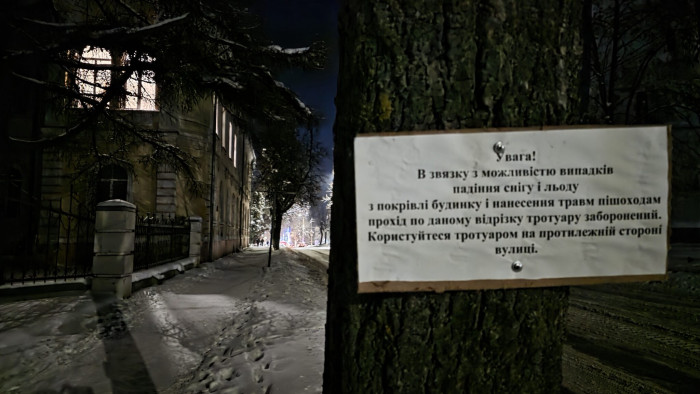 Увага!
В звязку з можливістю випадків
падіння снігу і льоду
з покрівлі будинку і нанесення травм пішоходам
прохід по даному відрізку тротуару заборонений.
Користуйтеся тротуаром на протилежній стороні
вулиці.